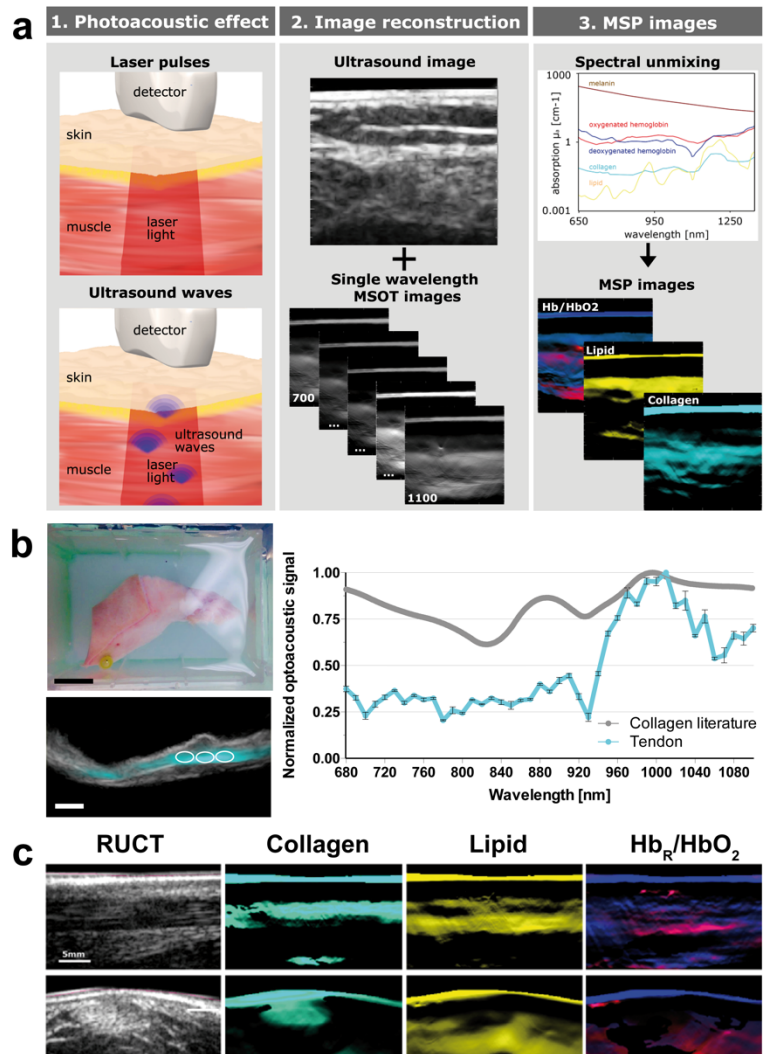 a
1. Photoacoustic effect
Laser pulses
detector
skin
muscle
laser
light
Ultrasound waves
detector
skin
ultrasound
waves
muscle
laser
light
2. Image reconstruction
Ultrasound image
+
Single wavelength
MSOT images
700
...
...
...
1100
3. MSP images
Spectral unmixing
1000
1
0.001
absorption μₐ [cm-1]
melanin
oxygenated hemoglobin
deoxygenated hemoglobin
collagen
lipid
650
950
1250
wavelength [nm]
MSP images
Hb/HbO2
Lipid
Collagen
b
Normalized optoacoustic signal
1.00
0.75
0.50
0.25
0.00
Collagen literature
Tendon
680 720 760 800 840 880 920 960 1000 1040 1080
Wavelength [nm]
c
RUCT
Collagen
Lipid
HbR/HbO2
5mm